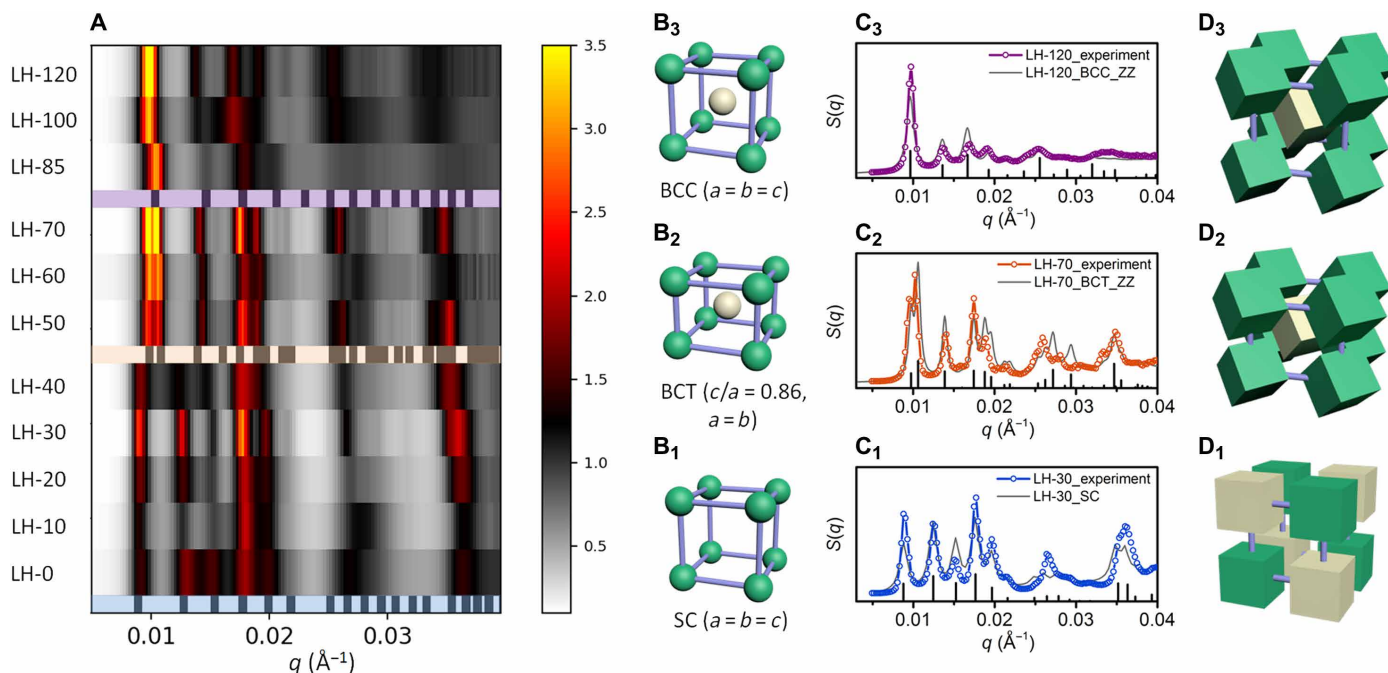 A
LH-120
LH-100
LH-85
LH-70
LH-60
LH-50
LH-40
LH-30
LH-20
LH-10
LH-0
0.01
0.02
0.03
q (Å⁻¹)
3.5
3.0
2.5
2.0
1.5
1.0
0.5
B₃
BCC (a = b = c)
B₂
BCT (c/a = 0.86,
a = b)
B₁
SC (a = b = c)
C₃
LH-120_experiment
LH-120_BCC_ZZ
S(q)
0.01
0.02
0.03
0.04
q (Å⁻¹)
C₂
LH-70_experiment
LH-70_BCT_ZZ
S(q)
0.01
0.02
0.03
0.04
q (Å⁻¹)
C₁
LH-30_experiment
LH-30_SC
S(q)
0.01
0.02
0.03
0.04
q (Å⁻¹)
D₃
D₂
D₁